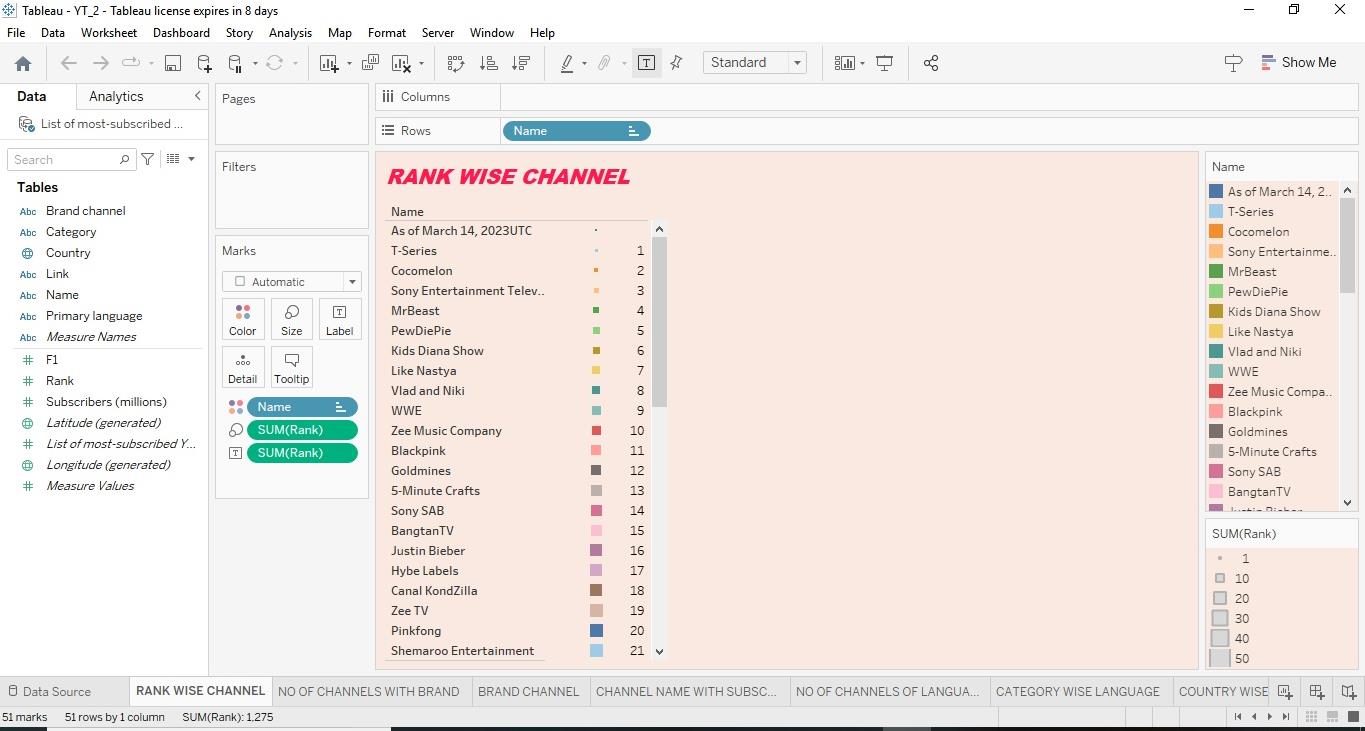 Tableau - YT_2 - Tableau license expires in 8 days
File Data Worksheet Dashboard Story Analysis Map Format Server Window Help
Standard
Show Me
Data Analytics
List of most-subscribed ...
Search
Tables
Abc Brand channel
Abc Category
Country
Abc Link
Abc Name
Abc Primary language
Abc Measure Names
# F1
# Rank
# Subscribers (millions)
Latitude (generated)
# List of most-subscribed Y...
Longitude (generated)
# Measure Values
Pages
Filters
Marks
Automatic
Color Size Label
Detail Tooltip
Name
SUM(Rank)
SUM(Rank)
Columns
Rows Name
RANK WISE CHANNEL
Name
As of March 14, 2023UTC
T-Series 1
Cocomelon 2
Sony Entertainment Telev.. 3
MrBeast 4
PewDiePie 5
Kids Diana Show 6
Like Nastya 7
Vlad and Niki 8
WWE 9
Zee Music Company 10
Blackpink 11
Goldmines 12
5-Minute Crafts 13
Sony SAB 14
BangtanTV 15
Justin Bieber 16
Hybe Labels 17
Canal KondZilla 18
Zee TV 19
Pinkfong 20
Shemaroo Entertainment 21
Name
As of March 14, 2..
T-Series
Cocomelon
Sony Entertainme..
MrBeast
PewDiePie
Kids Diana Show
Like Nastya
Vlad and Niki
WWE
Zee Music Compa..
Blackpink
Goldmines
5-Minute Crafts
Sony SAB
BangtanTV
Justin Bieber
SUM(Rank)
1
10
20
30
40
50
Data Source RANK WISE CHANNEL NO OF CHANNELS WITH BRAND BRAND CHANNEL CHANNEL NAME WITH SUBSC... NO OF CHANNELS OF LANGUA... CATEGORY WISE LANGUAGE COUNTRY WISE
51 marks 51 rows by 1 column SUM(Rank): 1,275